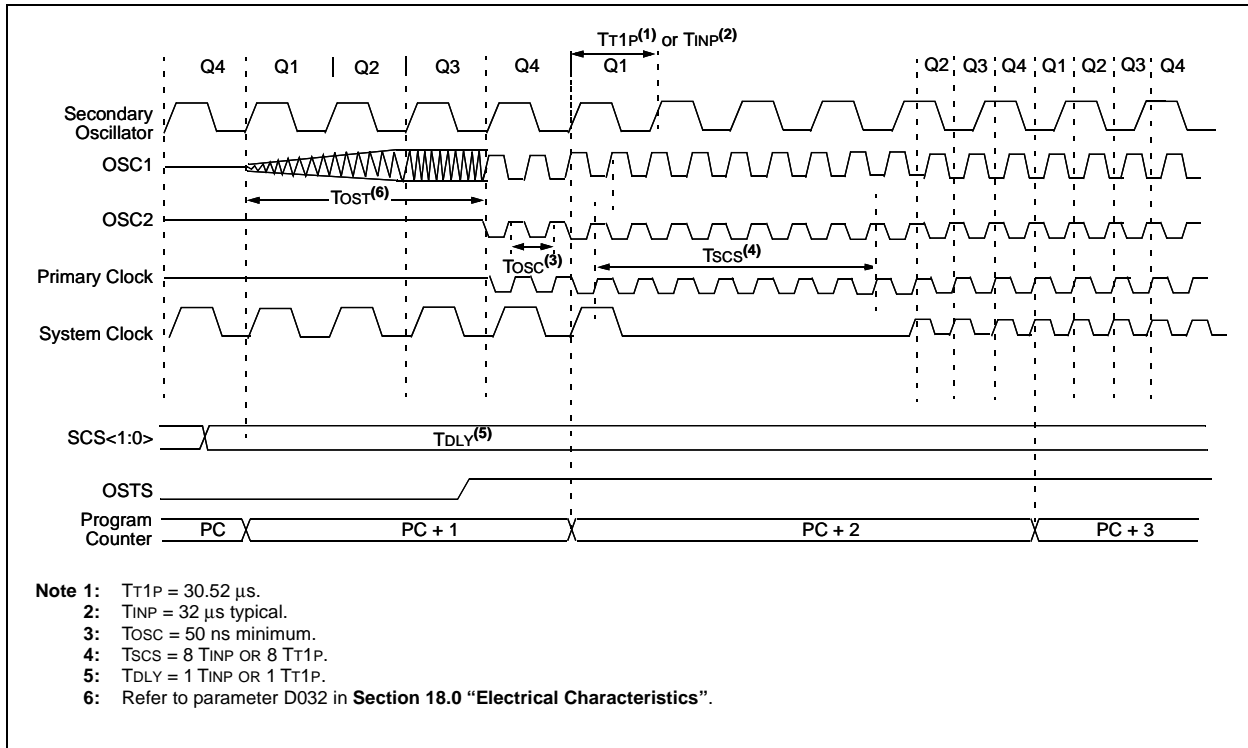 TT1P(1) or TINP(2)
Q4 Q1 Q2 Q3 Q4 Q1 Q2 Q3 Q4 Q1 Q2 Q3 Q4
Secondary
Oscillator
OSC1
TOST(6)
OSC2
TOSC(3)
TSCS(4)
Primary Clock
System Clock
SCS<1:0>
TDLY(5)
OSTS
Program
Counter
PC PC + 1 PC + 2 PC + 3
Note 1: TT1P = 30.52 μs.
2: TINP = 32 μs typical.
3: TOSC = 50 ns minimum.
4: TSCS = 8 TINP OR 8 TT1P.
5: TDLY = 1 TINP OR 1 TT1P.
6: Refer to parameter D032 in Section 18.0 “Electrical Characteristics”.